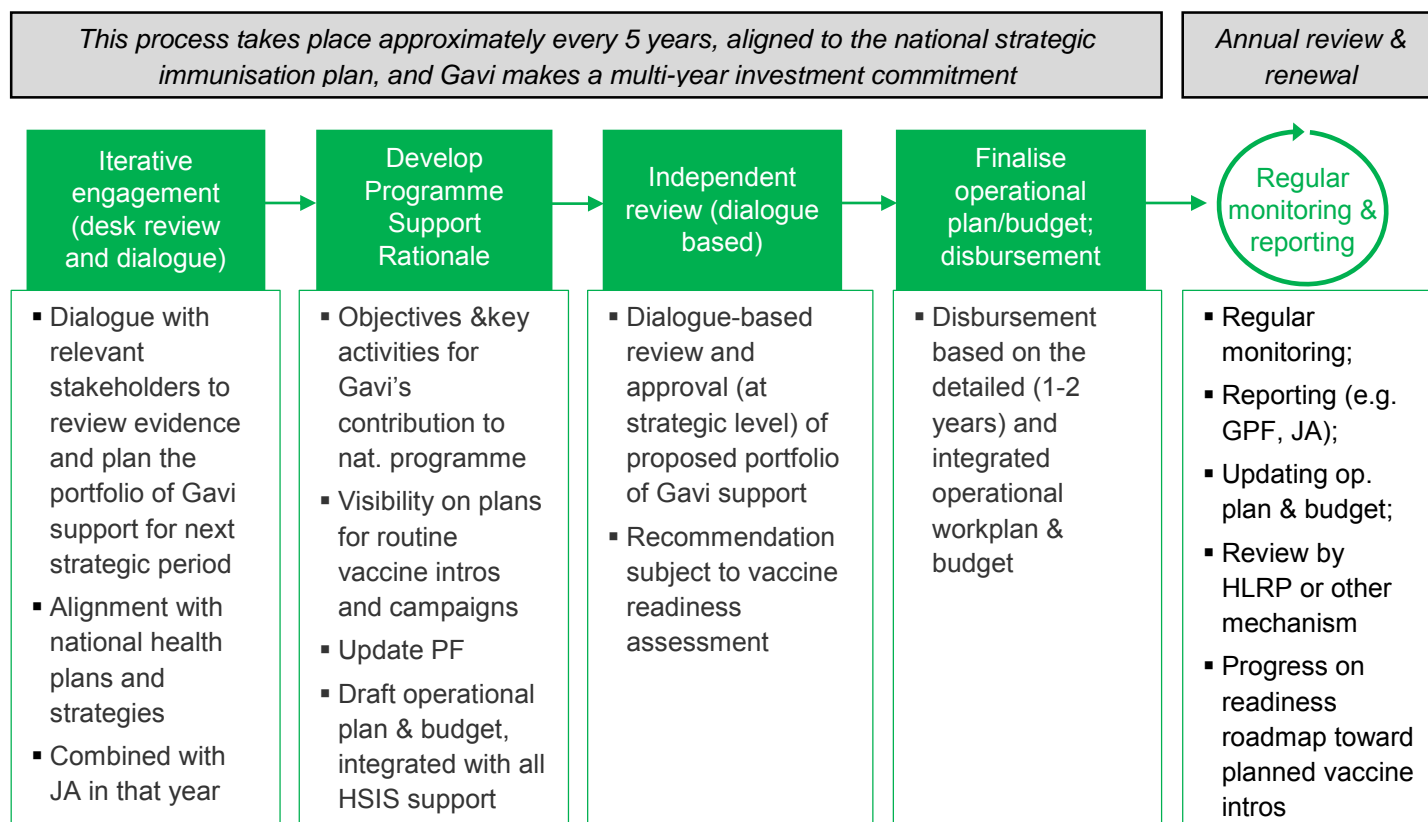 This process takes place approximately every 5 years, aligned to the national strategic
immunisation plan, and Gavi makes a multi-year investment commitment
Annual review &
renewal
Iterative
engagement
(desk review
and dialogue)
Develop
Programme
Support
Rationale
Independent
review (dialogue
based)
Finalise
operational
plan/budget;
disbursement
Regular
monitoring &
reporting
▪ Dialogue with
relevant
stakeholders to
review evidence
and plan the
portfolio of Gavi
support for next
strategic period
▪ Alignment with
national health
plans and
strategies
▪ Combined with
JA in that year
▪ Objectives &key
activities for
Gavi's
contribution to
nat. programme
▪ Visibility on plans
for routine
vaccine intros
and campaigns
▪ Update PF
▪ Draft operational
plan & budget,
integrated with all
HSIS support
▪ Dialogue-based
review and
approval (at
strategic level) of
proposed portfolio
of Gavi support
▪ Recommendation
subject to vaccine
readiness
assessment
▪ Disbursement
based on the
detailed (1-2
years) and
integrated
operational
workplan &
budget
▪ Regular
monitoring;
▪ Reporting (e.g.
GPF, JA);
▪ Updating op.
plan & budget;
▪ Review by
HLRP or other
mechanism
▪ Progress on
readiness
roadmap toward
planned vaccine
intros